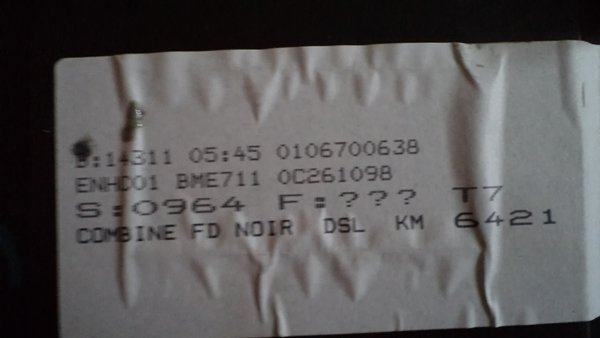 D:14311 05:45 0106700638
ENHC01 BME711 0C261098
S:0964 F:??? T7
COMBINE FD NOIR DSL KM 6421